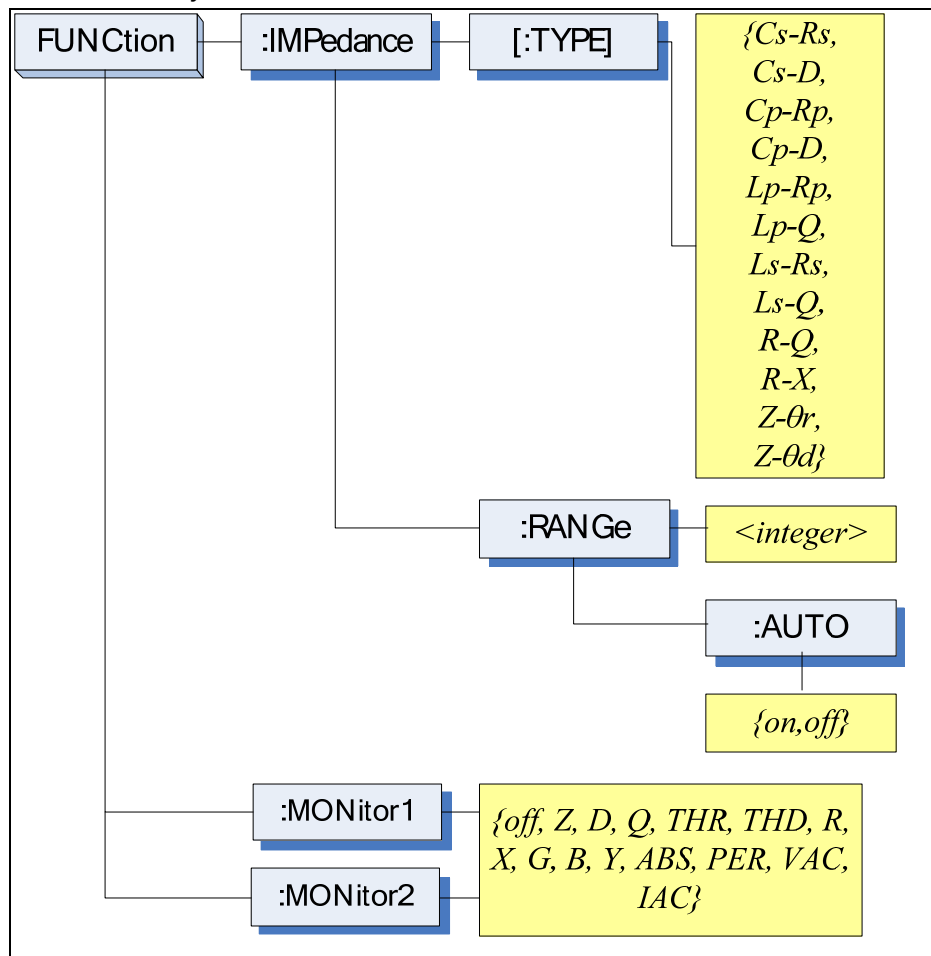 FUNCtion
:IMPedance
[:TYPE]
{Cs-Rs,
Cs-D,
Cp-Rp,
Cp-D,
Lp-Rp,
Lp-Q,
Ls-Rs,
Ls-Q,
R-Q,
R-X,
Z-θr,
Z-θd}
:RANGe
<integer>
:AUTO
{on,off}
:MONitor1
:MONitor2
{off, Z, D, Q, THR, THD, R,
X, G, B, Y, ABS, PER, VAC,
IAC}